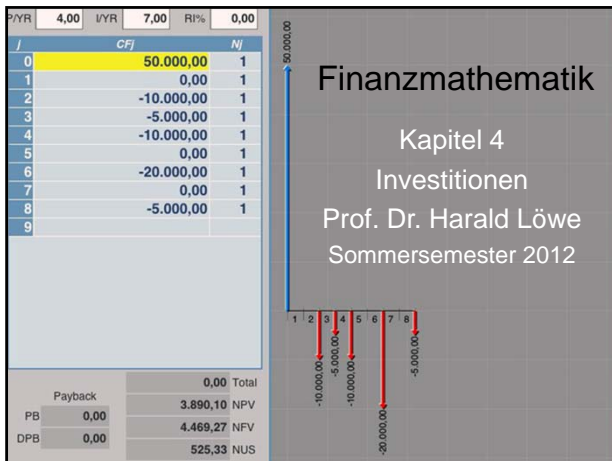 P/YR 4,00 I/YR 7,00 RI% 0,00
j CFj Nj
0 50.000,00 1
1 0,00 1
2 -10.000,00 1
3 -5.000,00 1
4 -10.000,00 1
5 0,00 1
6 -20.000,00 1
7 0,00 1
8 -5.000,00 1
9
0,00 Total
Payback
3.890,10 NPV
PB 0,00
4.469,27 NFV
DPB 0,00
525,33 NUS
50.000,00
1 2 3 4 5 6 7 8
-10.000,00
-5.000,00
-10.000,00
-20.000,00
-5.000,00
Finanzmathematik
Kapitel 4
Investitionen
Prof. Dr. Harald Löwe
Sommersemester 2012